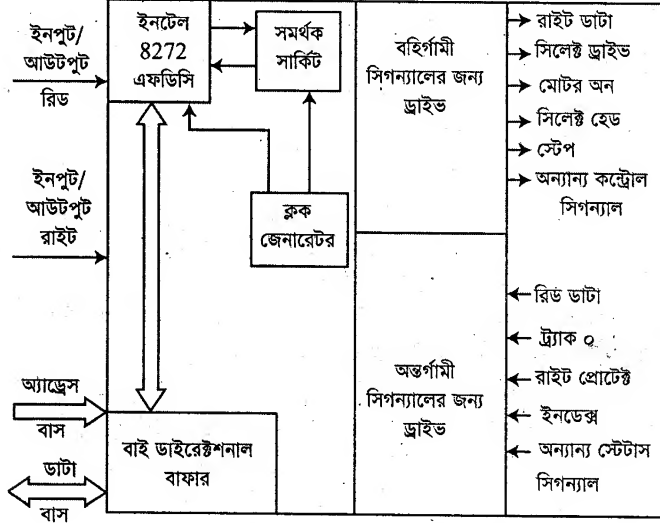 ইনপুট/
আউটপুট
রিড
ইনপুট/
আউটপুট
রাইট
অ্যাড্রেস
বাস
ডাটা
বাস
ইনটেল
8272
এফডিসি
সমর্থক
সার্কিট
ক্লক
জেনারেটর
বাই ডাইরেক্টশনাল
বাফার
বহির্গামী
সিগন্যালের জন্য
ড্রাইভ
অন্তর্গামী
সিগন্যালের জন্য
ড্রাইভ
রাইট ডাটা
সিলেক্ট ড্রাইভ
মোটর অন
সিলেক্ট হেড
স্টেপ
অন্যান্য কন্ট্রোল
সিগন্যাল
রিড ডাটা
ট্র্যাক ০
রাইট প্রোটেক্ট
ইনডেক্স
অন্যান্য স্টেটাস
সিগন্যাল